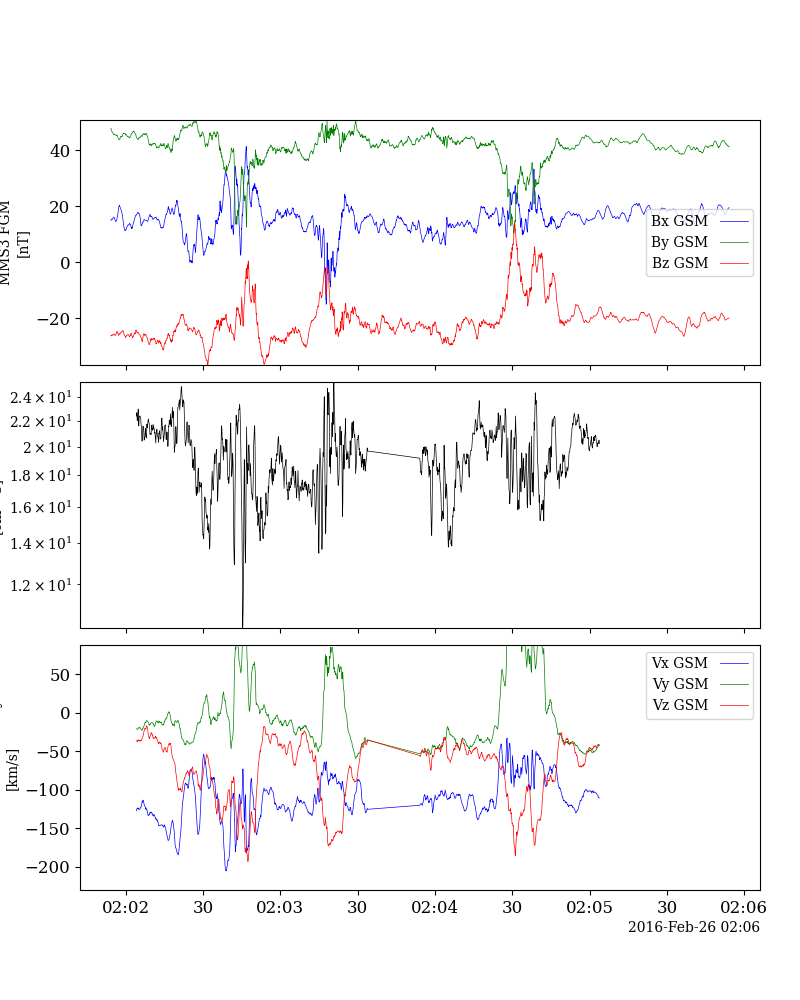 40
20
0
−20
MMS3 FGM
[nT]
Bx GSM
By GSM
Bz GSM
2.4 × 10¹
2.2 × 10¹
2 × 10¹
1.8 × 10¹
1.6 × 10¹
1.4 × 10¹
1.2 × 10¹
50
0
−50
−100
−150
−200
[km/s]
Vx GSM
Vy GSM
Vz GSM
02:02 30 02:03 30 02:04 30 02:05 30 02:06
2016-Feb-26 02:06